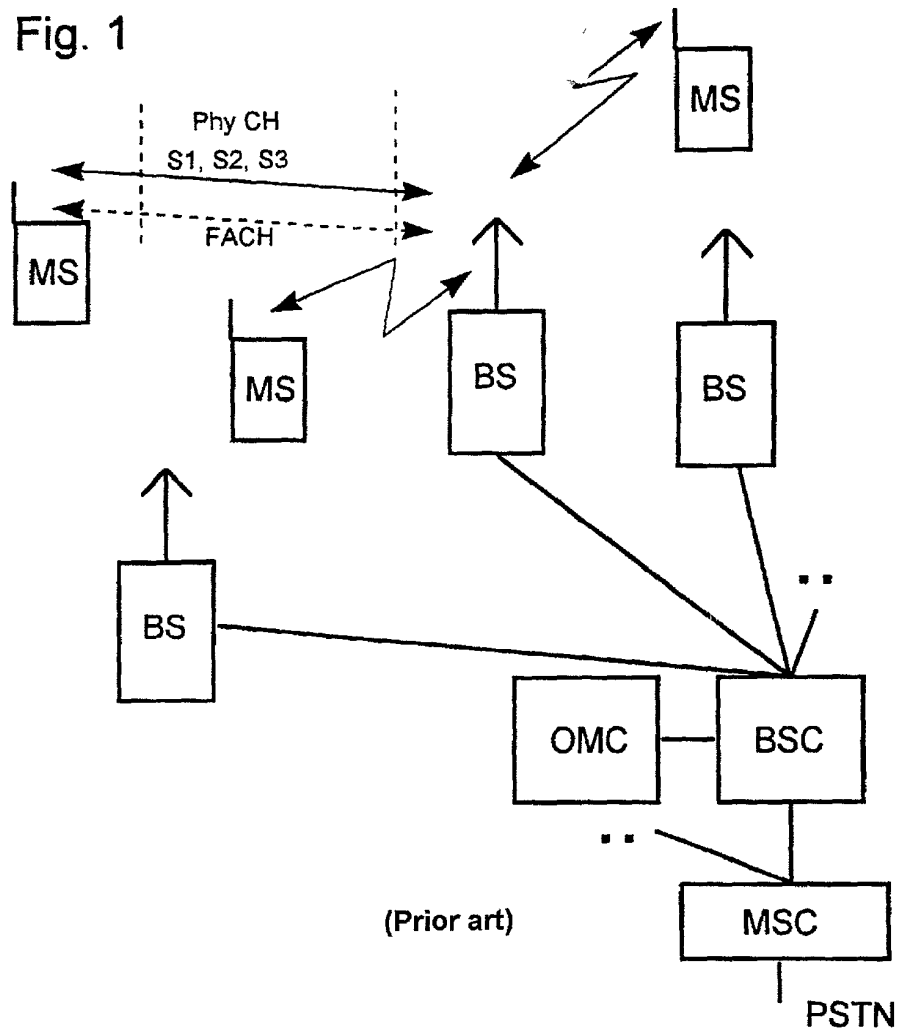 Fig. 1
MS
Phy CH
S1, S2, S3
FACH
MS
MS
BS
BS
BS
OMC
BSC
(Prior art)
MSC
PSTN